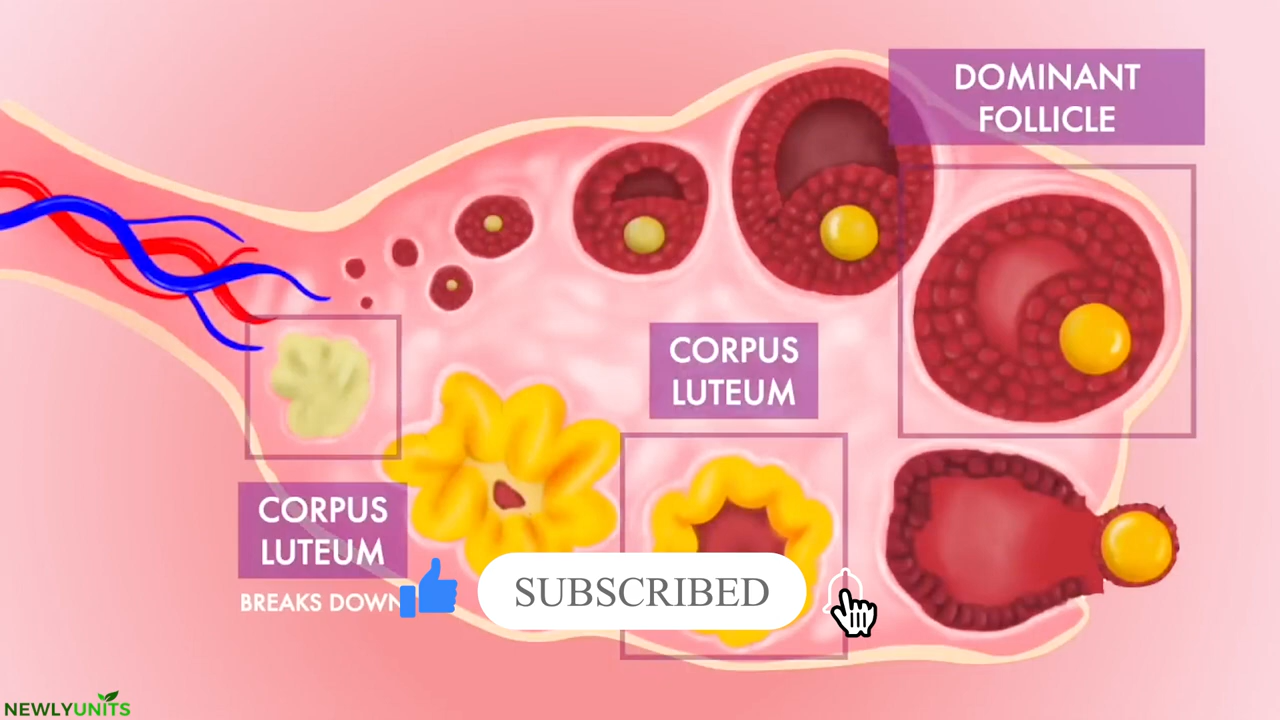 DOMINANT
FOLLICLE
CORPUS
LUTEUM
CORPUS
LUTEUM
BREAKS DOWN
SUBSCRIBED
NEWLYUNITS